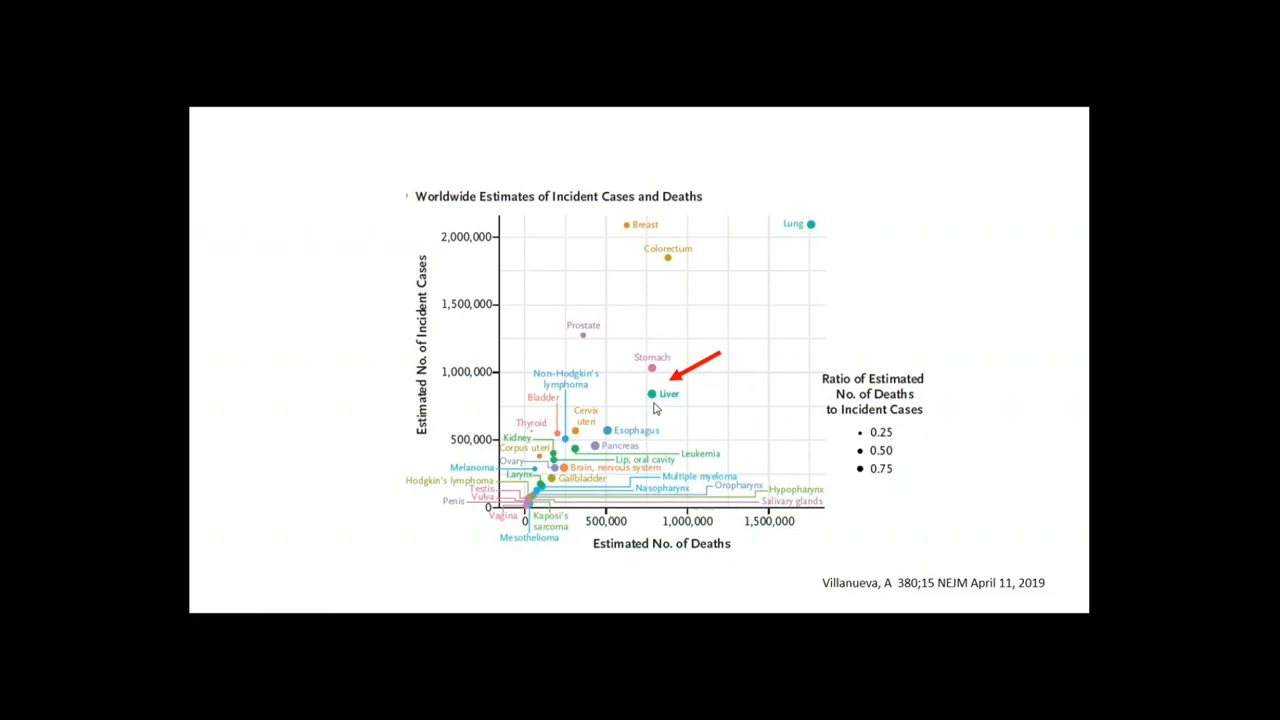 Worldwide Estimates of Incident Cases and Deaths
Estimated No. of Incident Cases
2,000,000
1,500,000
1,000,000
500,000
0
Breast
Lung
Colorectum
Prostate
Stomach
Liver
Non-Hodgkin's
lymphoma
Bladder
Cervix
uteri
Thyroid
Esophagus
Kidney
Pancreas
Corpus uteri
Leukemia
Ovary
Lip, oral cavity
Melanoma
Brain, nervous system
Larynx
Gallbladder
Multiple myeloma
Hodgkin's lymphoma
Oropharynx
Testis
Nasopharynx
Hypopharynx
Vulva
Penis
Salivary glands
Vagina
Kaposi's
sarcoma
Mesothelioma
0
500,000
1,000,000
1,500,000
Estimated No. of Deaths
Ratio of Estimated
No. of Deaths
to Incident Cases
0.25
0.50
0.75
Villanueva, A 380;15 NEJM April 11, 2019